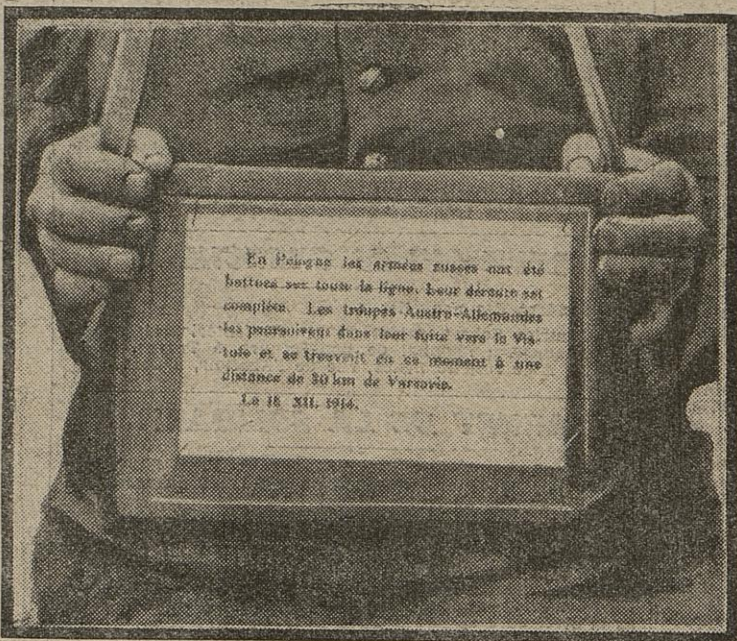 En Pologne les armées russes ont été
battues sur toute la ligne. Leur déroute est
complète. Les troupes Austro-Allemandes
les poursuivent dans leur fuite vers la Vis-
tule et se trouvent en ce moment à une
distance de 50 km de Varsovie.
Le 18. XII. 1914.